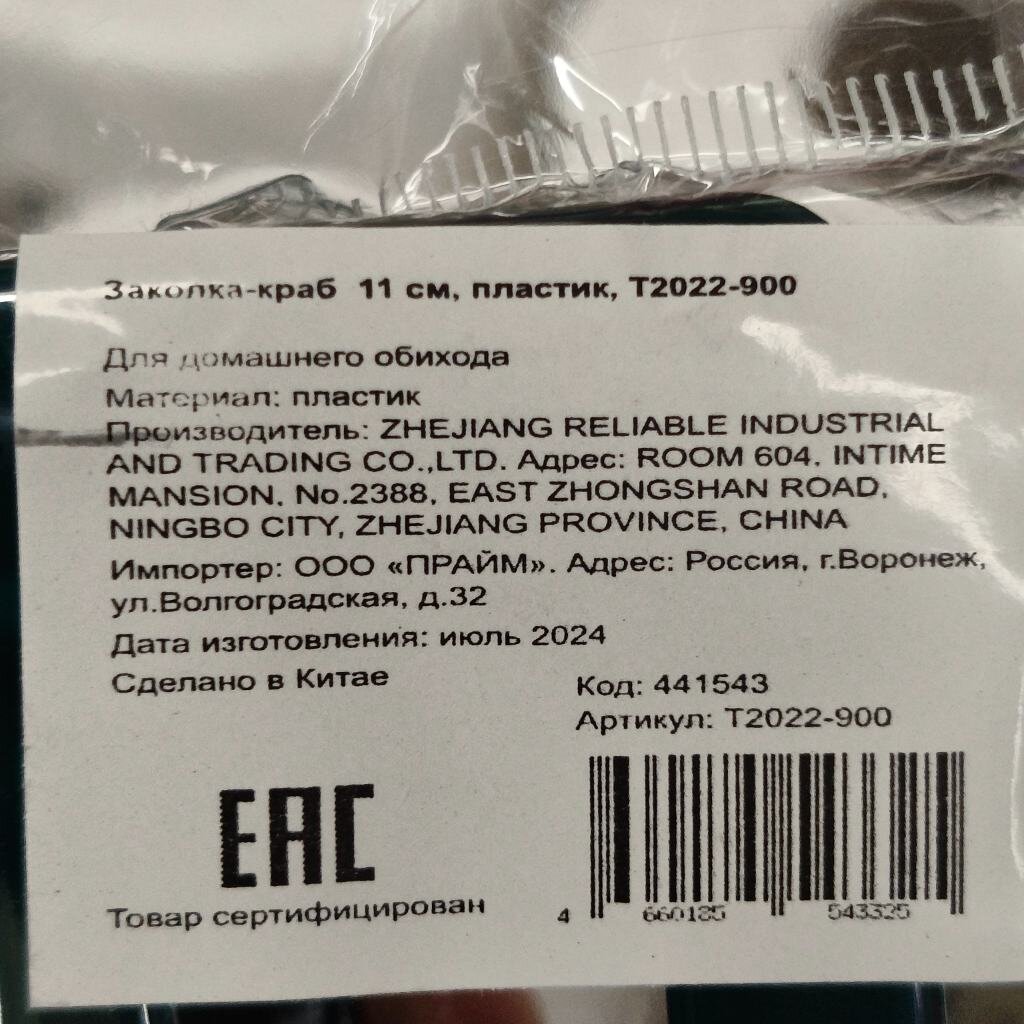 Заколка-краб 11 см, пластик, T2022-900
Для домашнего обихода
Материал: пластик
Производитель: ZHEJIANG RELIABLE INDUSTRIAL
AND TRADING CO.,LTD. Адрес: ROOM 604. INTIME
MANSION. No.2388, EAST ZHONGSHAN ROAD,
NINGBO CITY, ZHEJIANG PROVINCE, CHINA
Импортер: ООО «ПРАЙМ». Адрес: Россия, г.Воронеж,
ул.Волгоградская, д.32
Дата изготовления: июль 2024
Сделано в Китае
Код: 441543
Артикул: T2022-900
EAC
Товар сертифицирован
4 660185 543325